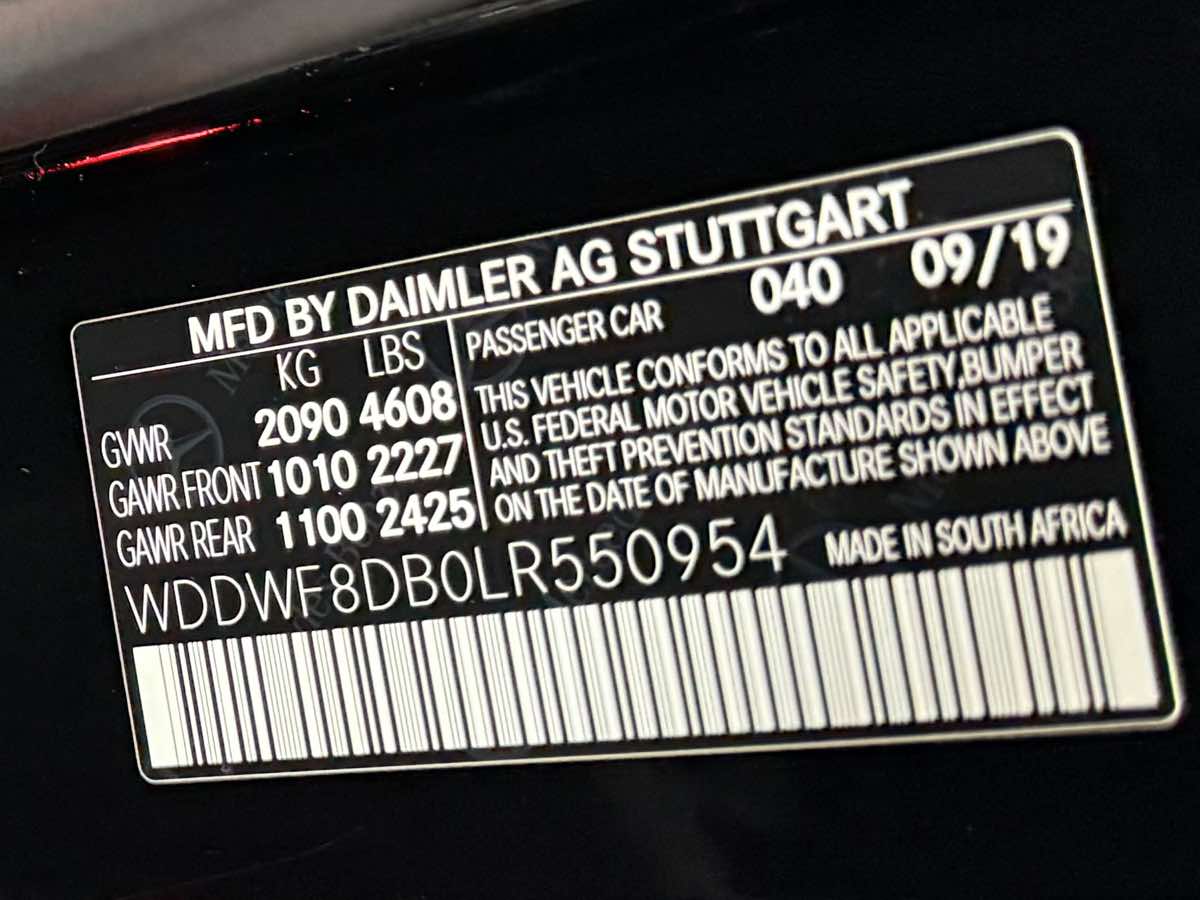 MFD BY DAIMLER AG STUTTGART
KG LBS
GVWR 2090 4608
GAWR FRONT 1010 2227
GAWR REAR 1100 2425
PASSENGER CAR 040 09/19
THIS VEHICLE CONFORMS TO ALL APPLICABLE
U.S. FEDERAL MOTOR VEHICLE SAFETY,BUMPER
AND THEFT PREVENTION STANDARDS IN EFFECT
ON THE DATE OF MANUFACTURE SHOWN ABOVE
WDDWF8DB0LR550954 MADE IN SOUTH AFRICA